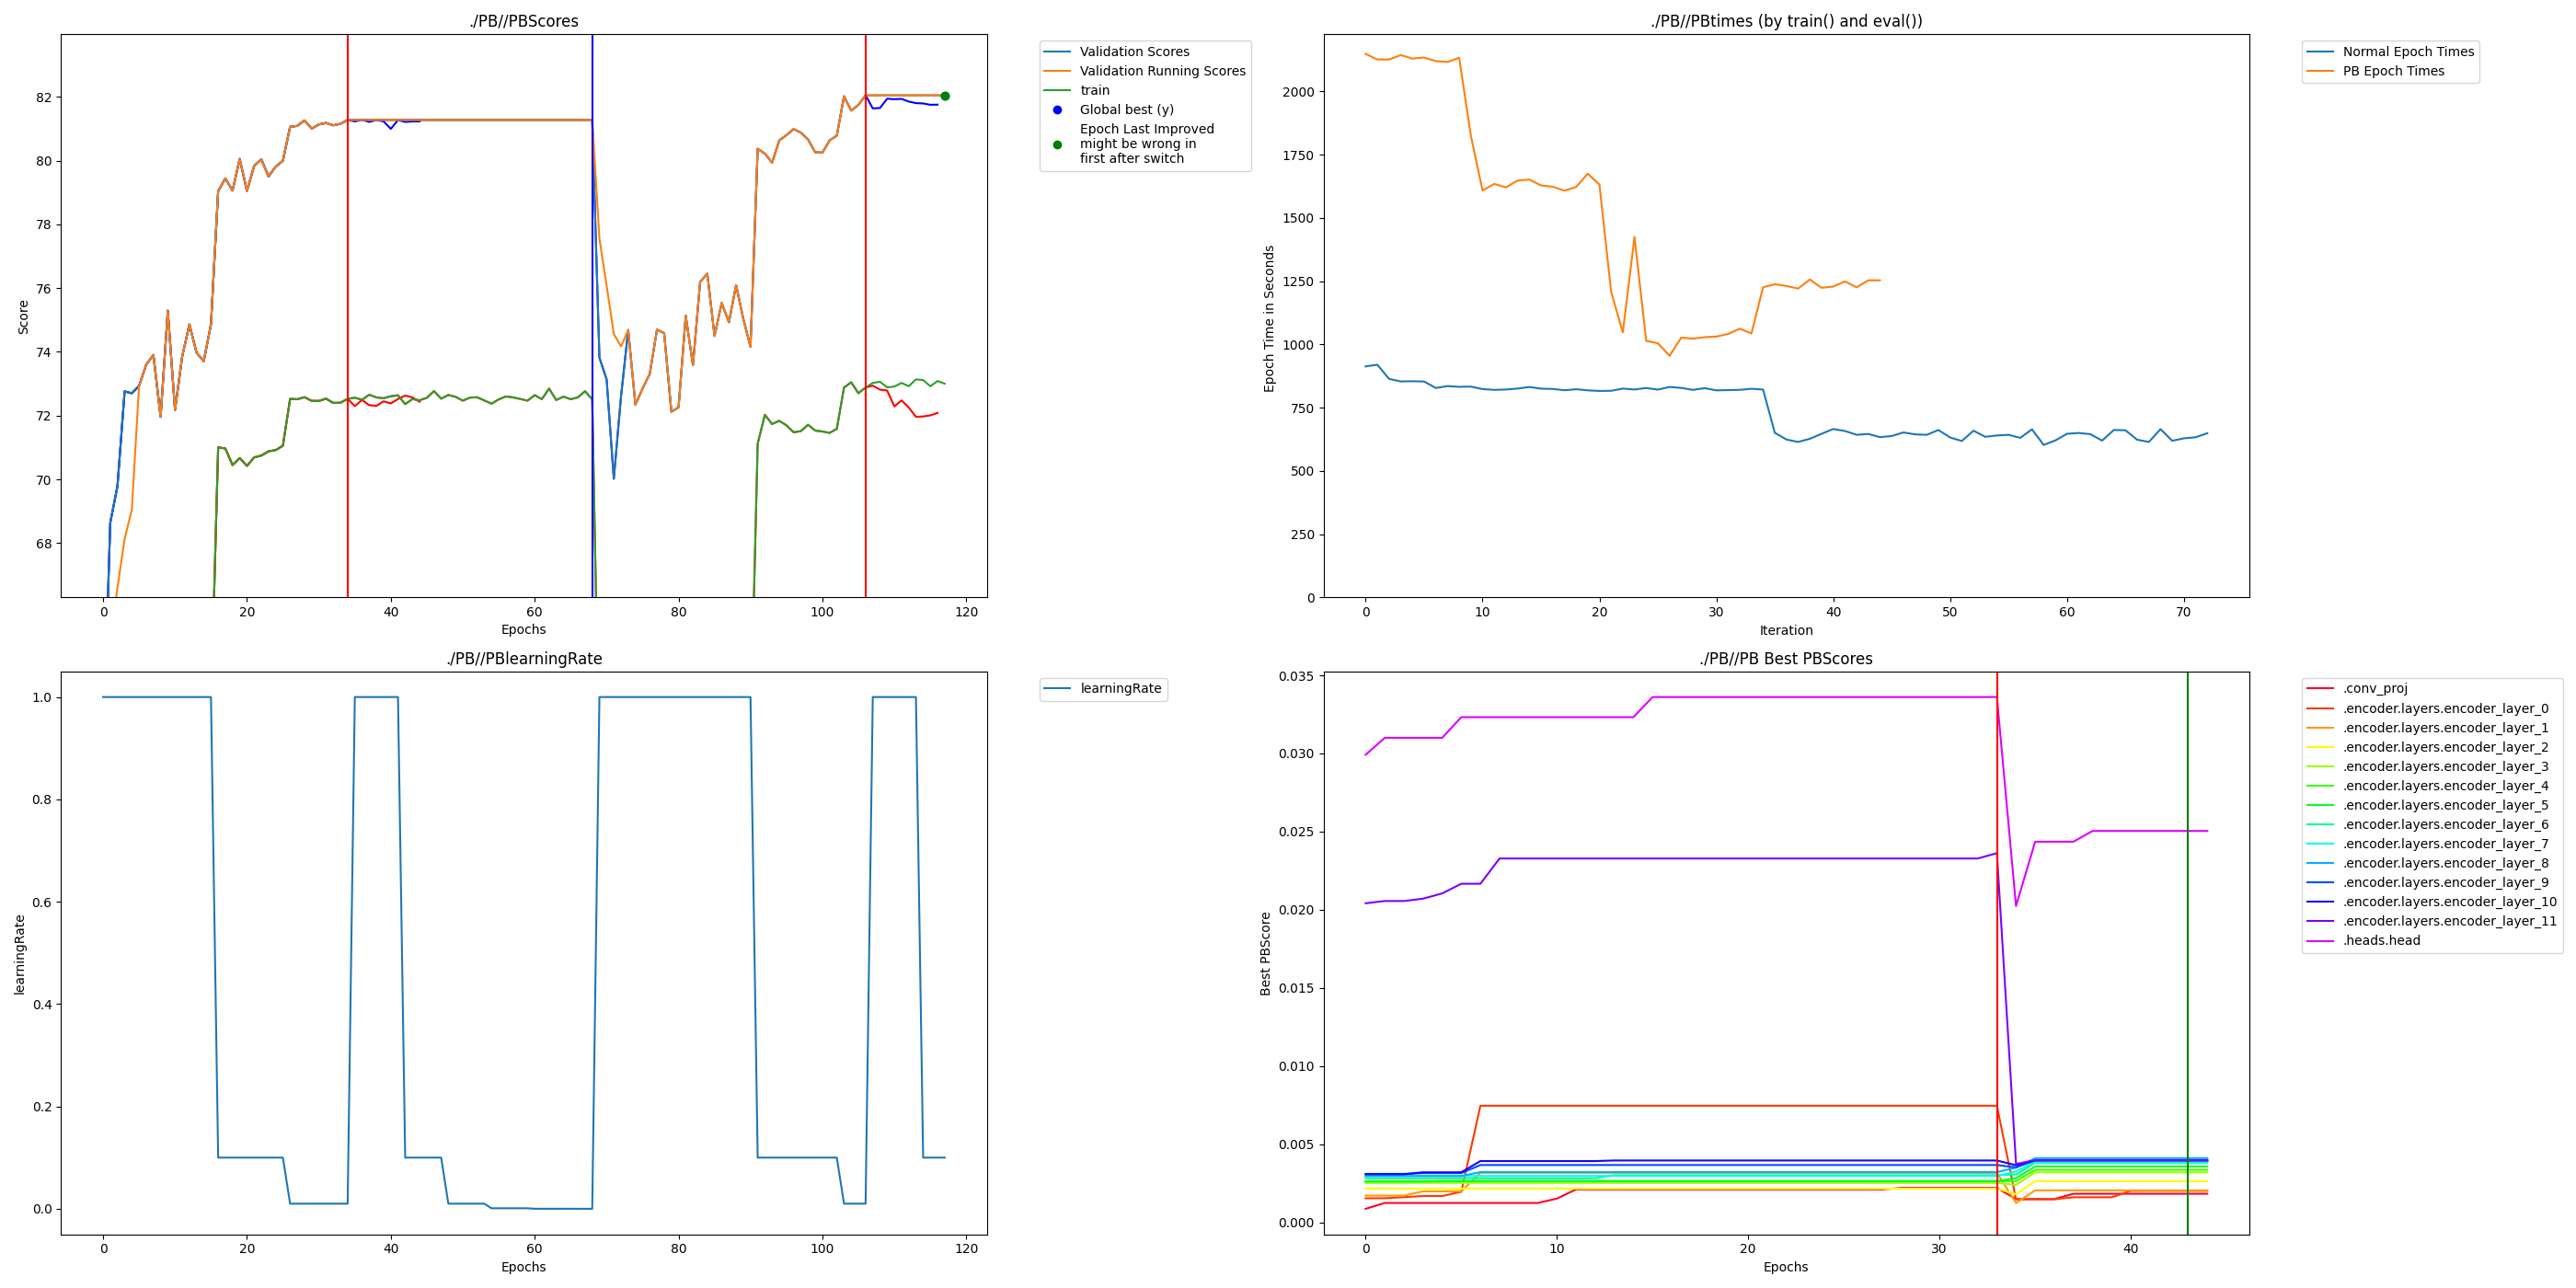 ./PB//PBScores
82
80
78
76
74
72
70
68
Score
0 20 40 60 80 100 120
Epochs
Validation Scores
Validation Running Scores
train
Global best (y)
Epoch Last Improved
might be wrong in
first after switch
./PB//PBtimes (by train() and eval())
2000
1750
1500
1250
1000
750
500
250
0
Epoch Time in Seconds
0 10 20 30 40 50 60 70
Iteration
Normal Epoch Times
PB Epoch Times
./PB//PBlearningRate
1.0
0.8
0.6
0.4
0.2
0.0
learningRate
0 20 40 60 80 100 120
Epochs
learningRate
./PB//PB Best PBScores
0.035
0.030
0.025
0.020
0.015
0.010
0.005
0.000
Best PBScore
0 10 20 30 40
Epochs
.conv_proj
.encoder.layers.encoder_layer_0
.encoder.layers.encoder_layer_1
.encoder.layers.encoder_layer_2
.encoder.layers.encoder_layer_3
.encoder.layers.encoder_layer_4
.encoder.layers.encoder_layer_5
.encoder.layers.encoder_layer_6
.encoder.layers.encoder_layer_7
.encoder.layers.encoder_layer_8
.encoder.layers.encoder_layer_9
.encoder.layers.encoder_layer_10
.encoder.layers.encoder_layer_11
.heads.head